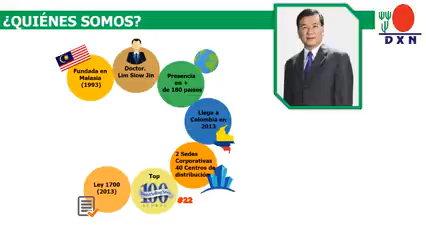 ¿QUIÉNES SOMOS?
DXN
Fundada en
Malasia
(1993)
Doctor.
Lim Siow Jin
Presencia
en +
de 180 países
Llega a
Colombia en
2013
2 Sedes
Corporativas
40 Centros de
distribución
Top
100
#22
Ley 1700
(2013)